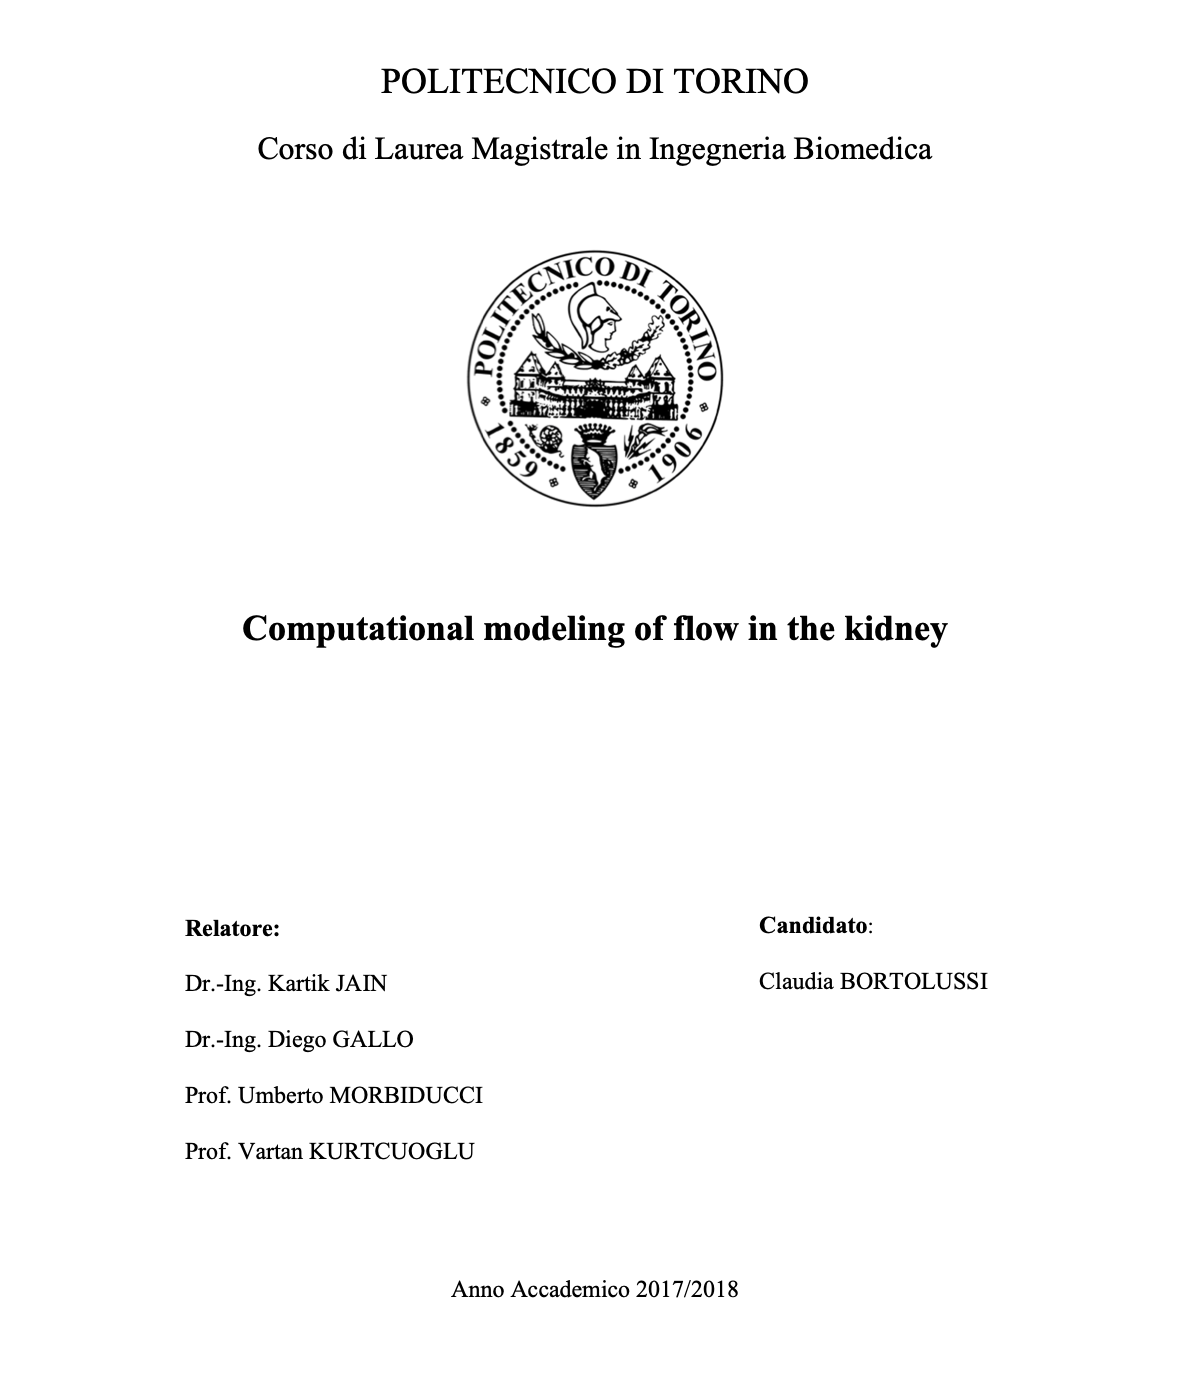 POLITECNICO DI TORINO
Corso di Laurea Magistrale in Ingegneria Biomedica
POLITECNICO DI TORINO
1859 1906
Computational modeling of flow in the kidney
Relatore:
Dr.-Ing. Kartik JAIN
Dr.-Ing. Diego GALLO
Prof. Umberto MORBIDUCCI
Prof. Vartan KURTCUOGLU
Candidato:
Claudia BORTOLUSSI
Anno Accademico 2017/2018